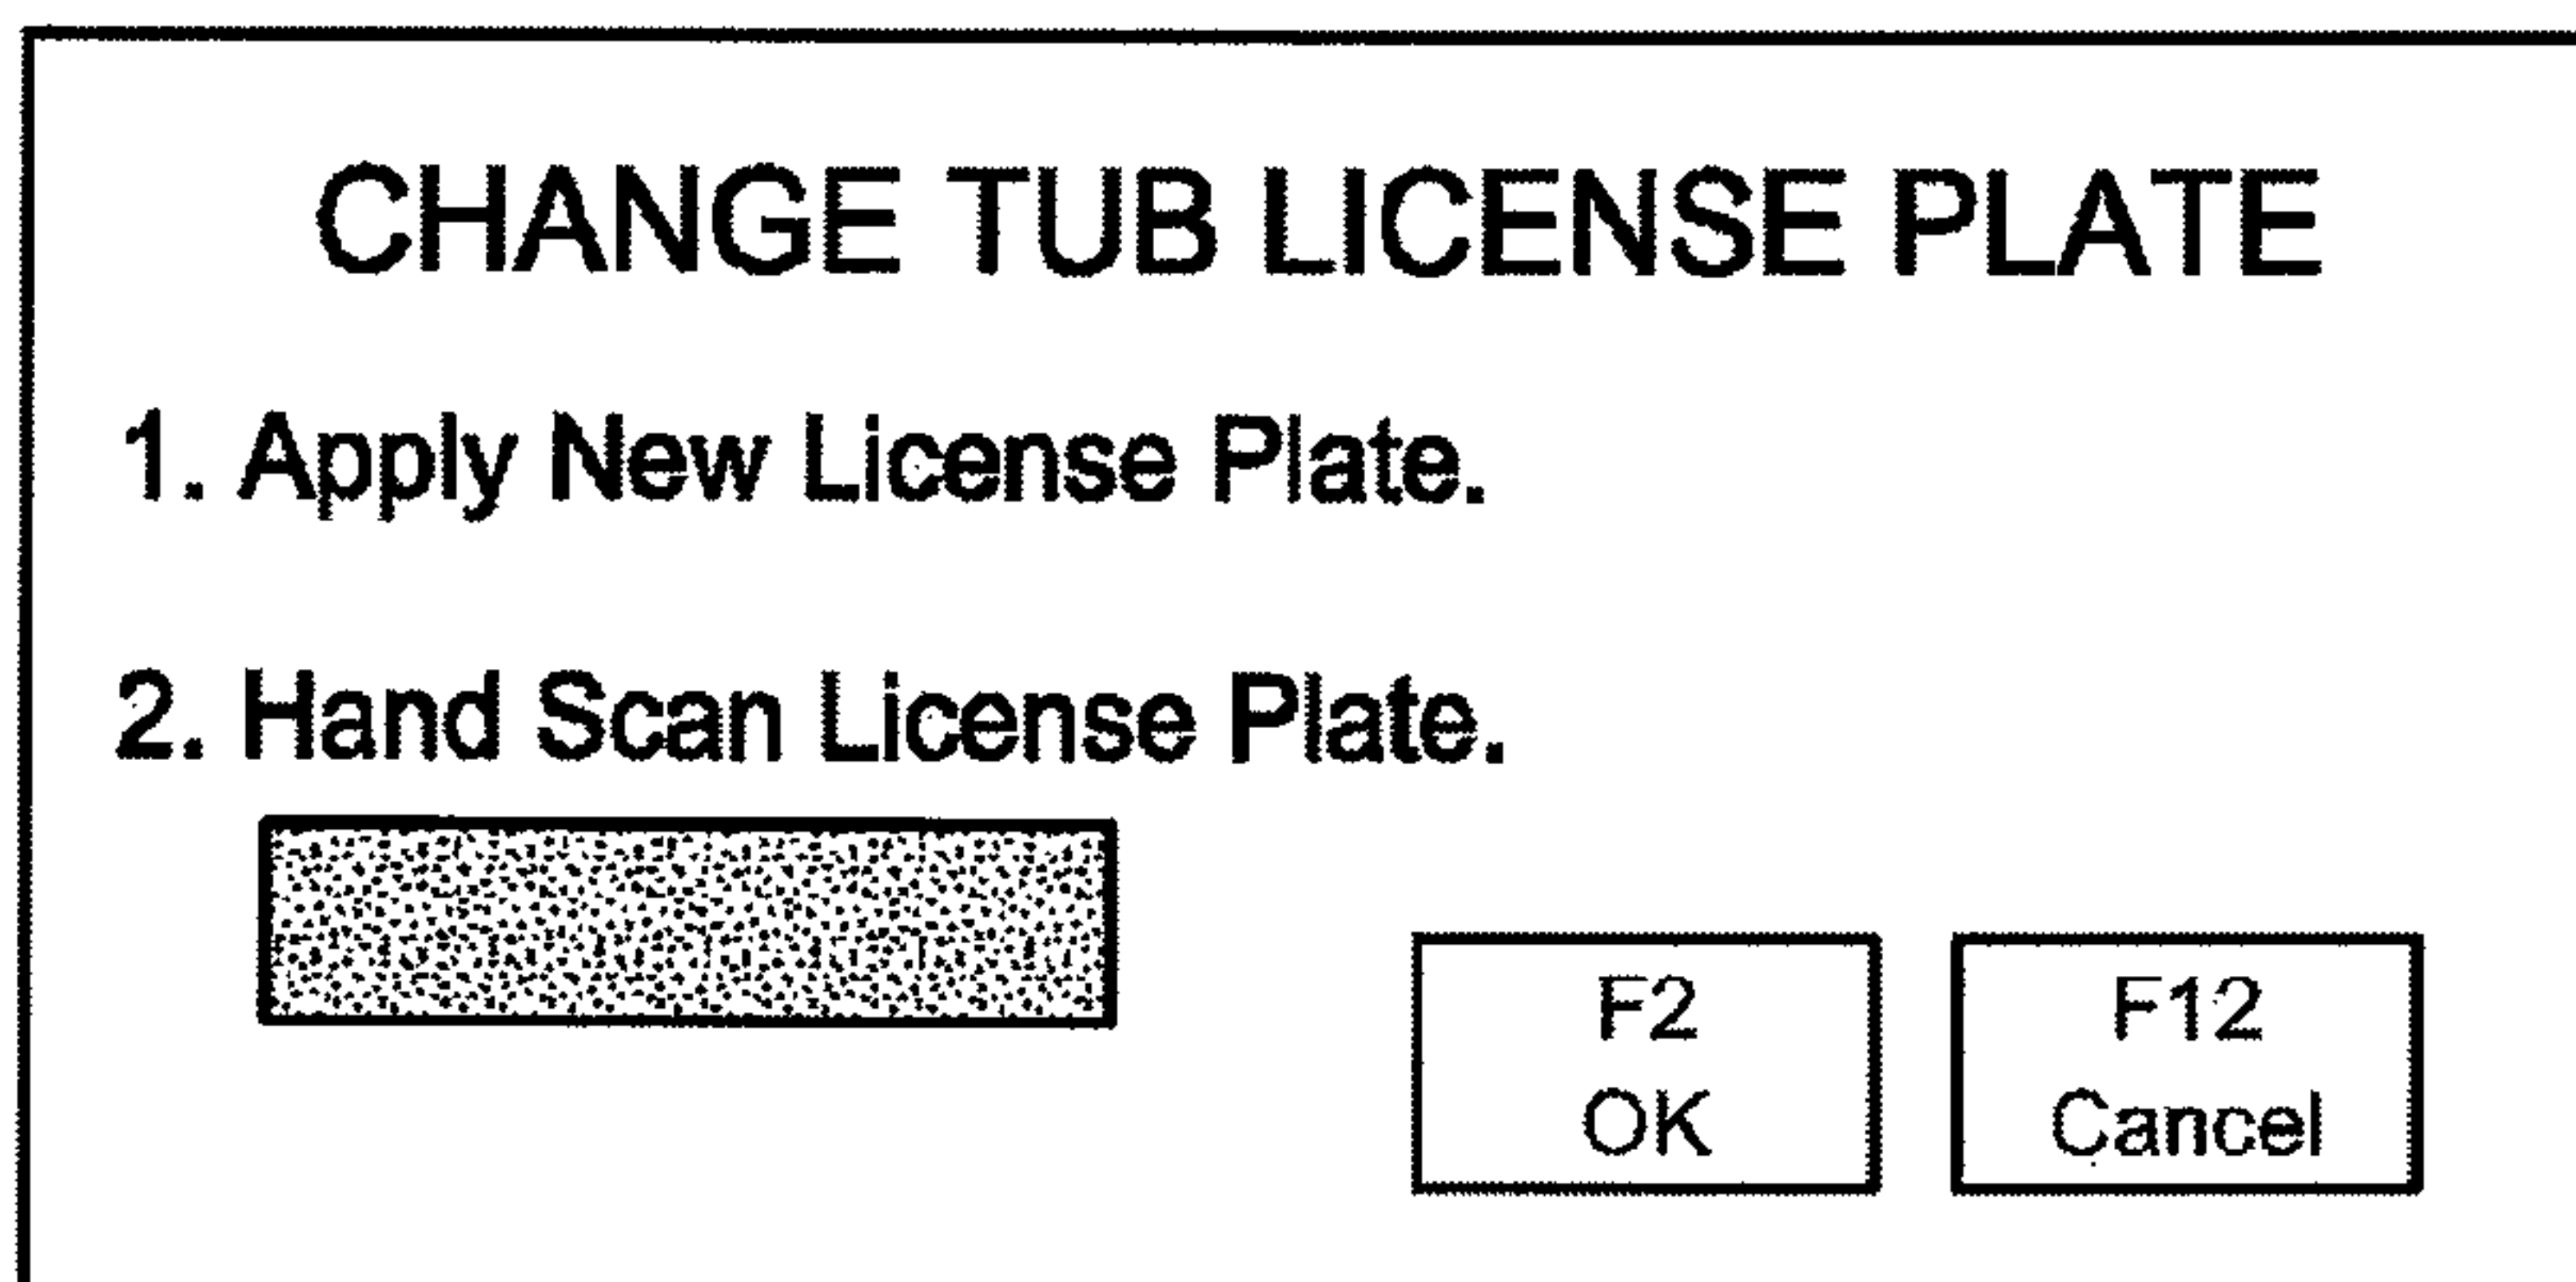 CHANGE TUB LICENSE PLATE
1. Apply New License Plate.
2. Hand Scan License Plate.
F2
OK
F12
Cancel